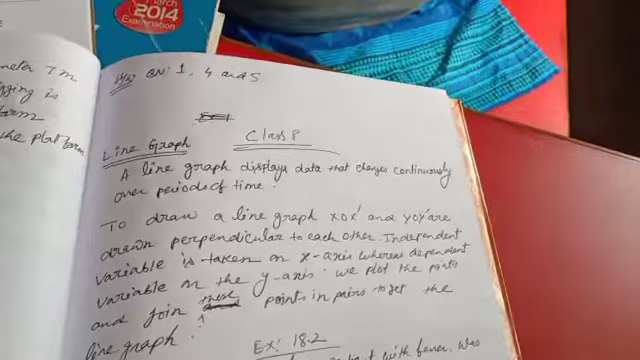 March
2014
Examination
meter 7m
gging is
the platform
QN: 1, 4 and 5
Class 8
Line Graph
A line graph displays data that changes continuously
over periods of time.
To draw a line graph XOX' and YOY' are
drawn perpendicular to each other. Independent
variable is taken on x-axis whereas dependent
variable on the y-axis. We plot the points
and join these points in pairs to get the
line graph.
EX: 18.2
with fever, was